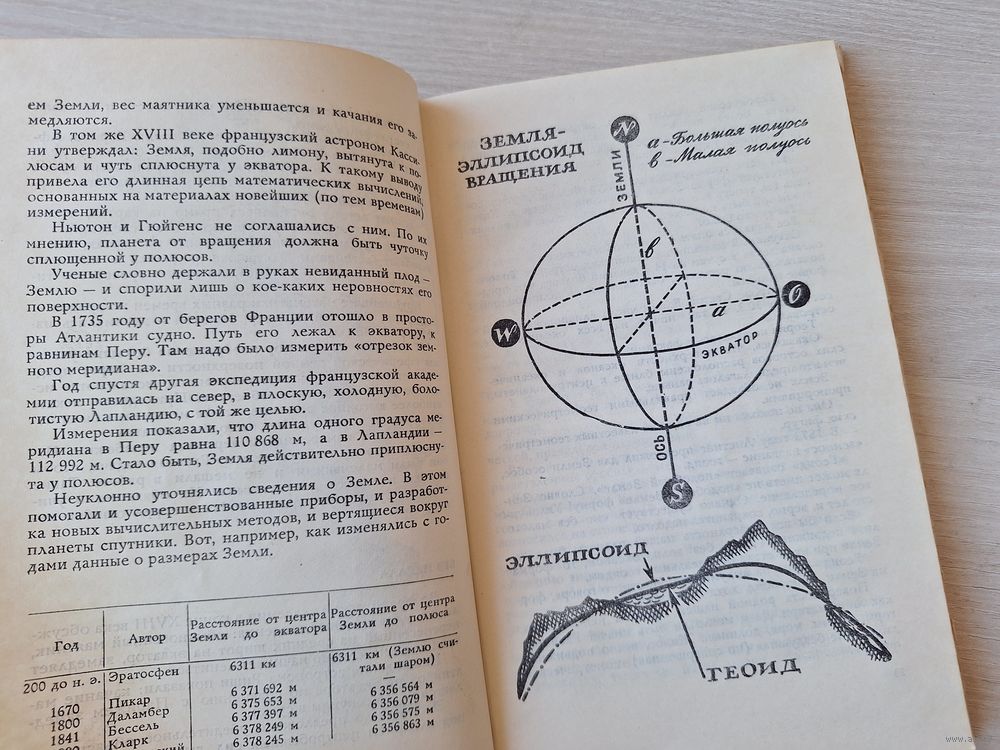 ем Земли, вес маятника уменьшается и качания его за-
медляются.
В том же XVIII веке французский астроном Касси-
ни утверждал: Земля, подобно лимону, вытянута к по-
люсам и чуть сплюснута у экватора. К такому выводу
привела его длинная цепь математических вычислений,
основанных на материалах новейших (по тем временам)
измерений.
Ньютон и Гюйгенс не соглашались с ним. По их
мнению, планета от вращения должна быть чуточку
сплющенной у полюсов.
Ученые словно держали в руках невиданный плод —
Землю — и спорили лишь о кое-каких неровностях его
поверхности.
В 1735 году от берегов Франции отошло в просто-
ры Атлантики судно. Путь его лежал к экватору, к
равнинам Перу. Там надо было измерить «отрезок зем-
ного меридиана».
Год спустя другая экспедиция французской акаде-
мии отправилась на север, в плоскую, холодную, боло-
тистую Лапландию, с той же целью.
Измерения показали, что длина одного градуса ме-
ридиана в Перу равна 110 868 м, а в Лапландии —
112 992 м. Стало быть, Земля действительно приплюсну-
та у полюсов.
Неуклонно уточнялись сведения о Земле. В этом
помогали и усовершенствованные приборы, и разработ-
ка новых вычислительных методов, и вертящиеся вокруг
планеты спутники. Вот, например, как изменялись с го-
дами данные о размерах Земли.
Год Автор Расстояние от центра Земли до экватора Расстояние от центра Земли до полюса
200 до н. э. Эратосфен 6311 км 6311 км (Землю счи-
тали шаром)
1670 Пикар 6 371 692 м —
1800 Даламбер 6 375 653 м 6 356 564 м
1841 Бессель 6 377 397 м 6 356 079 м
Кларк 6 378 249 м 6 356 575 м
6 378 245 м 6 356 863 м
ЗЕМЛЯ-
ЭЛЛИПСОИД
ВРАЩЕНИЯ
a - Большая полуось
в - Малая полуось
N
ЗЕМЛИ
в
W
O
a
ЭКВАТОР
ОСЬ
S
ЭЛЛИПСОИД
ГЕОИД